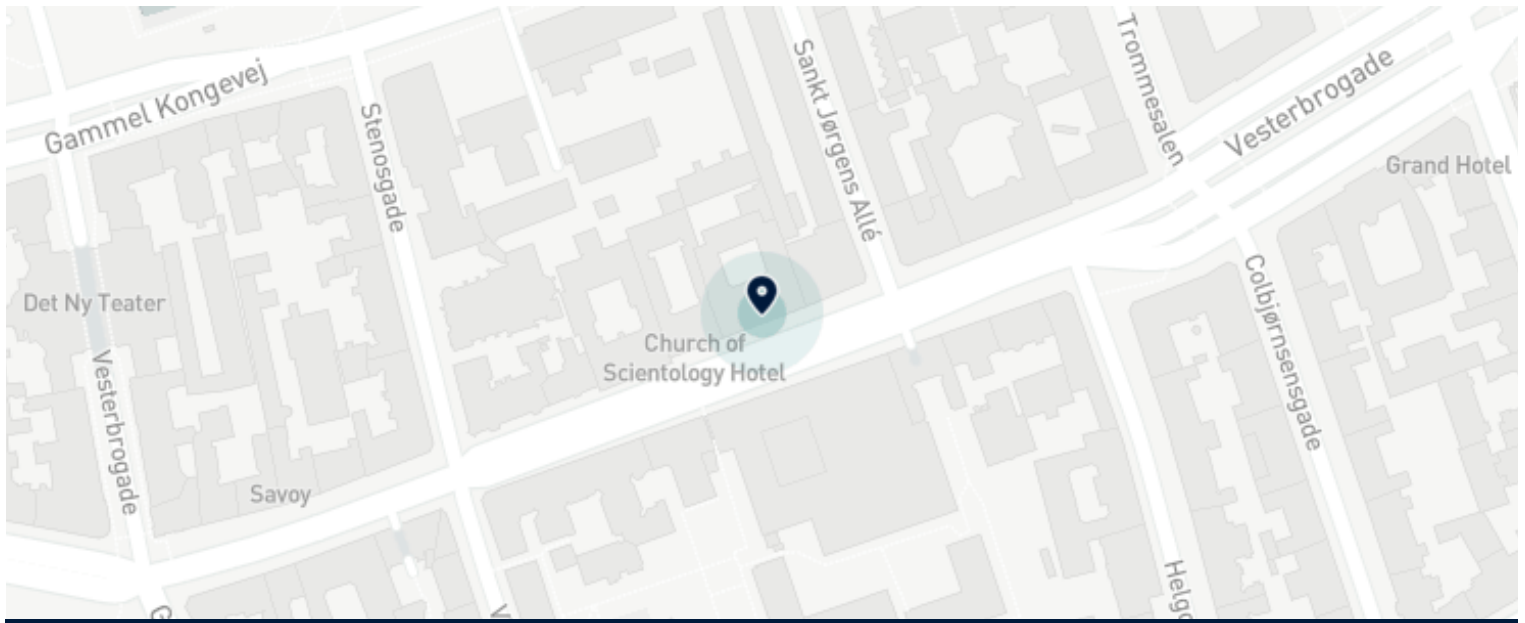 Gammel Kongevej
Stenosgade
Sankt Jørgens Allé
Trommesalen
Vesterbrogade
Grand Hotel
Det Ny Teater
Vesterbrogade
Church of
Scientology Hotel
Colbjørnsensgade
Savoy
Helgo
G
V